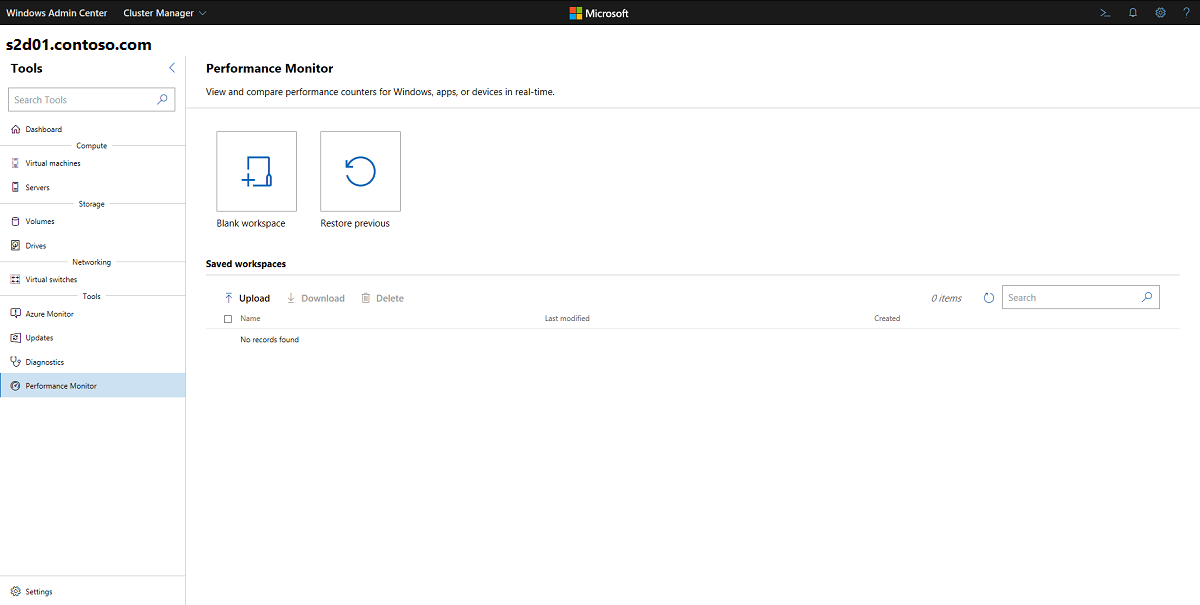 Windows Admin Center Cluster Manager Microsoft ?
s2d01.contoso.com
Tools
Search Tools
Dashboard
Compute
Virtual machines
Servers
Storage
Volumes
Drives
Networking
Virtual switches
Tools
Azure Monitor
Updates
Diagnostics
Performance Monitor
Settings
Performance Monitor
View and compare performance counters for Windows, apps, or devices in real-time.
Blank workspace Restore previous
Saved workspaces
Upload Download Delete 0 items Search
Name Last modified Created
No records found